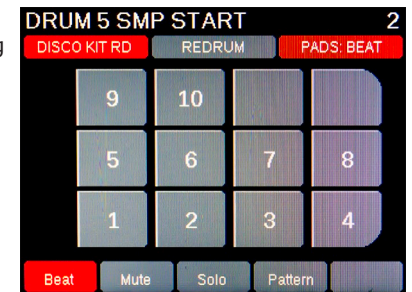 DRUM 5 SMP START 2
DISCO KIT RD REDRUM PADS: BEAT
9 10
5 6 7 8
1 2 3 4
Beat Mute Solo Pattern